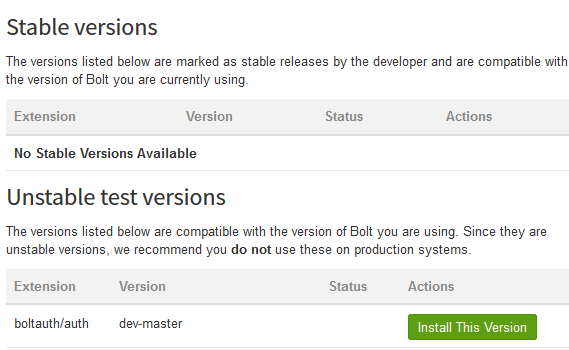 Stable versions
The versions listed below are marked as stable releases by the developer and are compatible with
the version of Bolt you are currently using.
Extension Version Status Actions
No Stable Versions Available
Unstable test versions
The versions listed below are compatible with the version of Bolt you are using. Since they are
unstable versions, we recommend you do not use these on production systems.
Extension Version Status Actions
boltauth/auth dev-master Install This Version